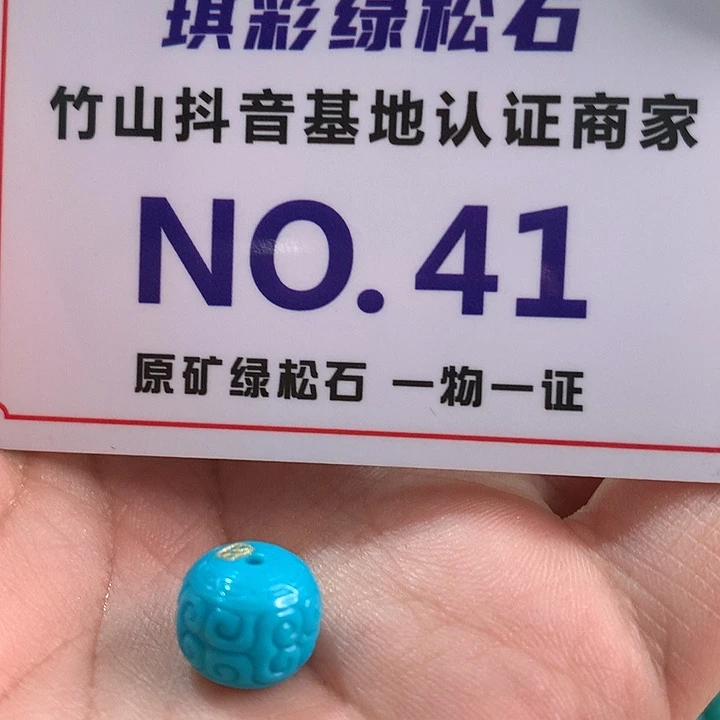 琪彩绿松石
竹山抖音基地认证商家
NO.41
原矿绿松石 一物一证